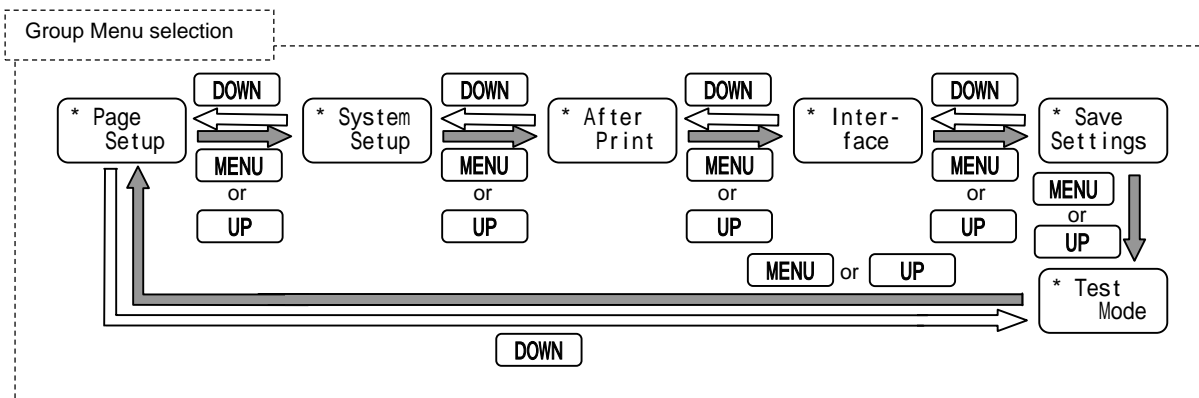 Group Menu selection
DOWN DOWN DOWN DOWN
* Page
Setup
* System
Setup
* After
Print
* Inter-
face
* Save
Settings
MENU MENU MENU MENU
or or or or
UP UP UP UP
MENU
or
UP
MENU or UP
* Test
Mode
DOWN